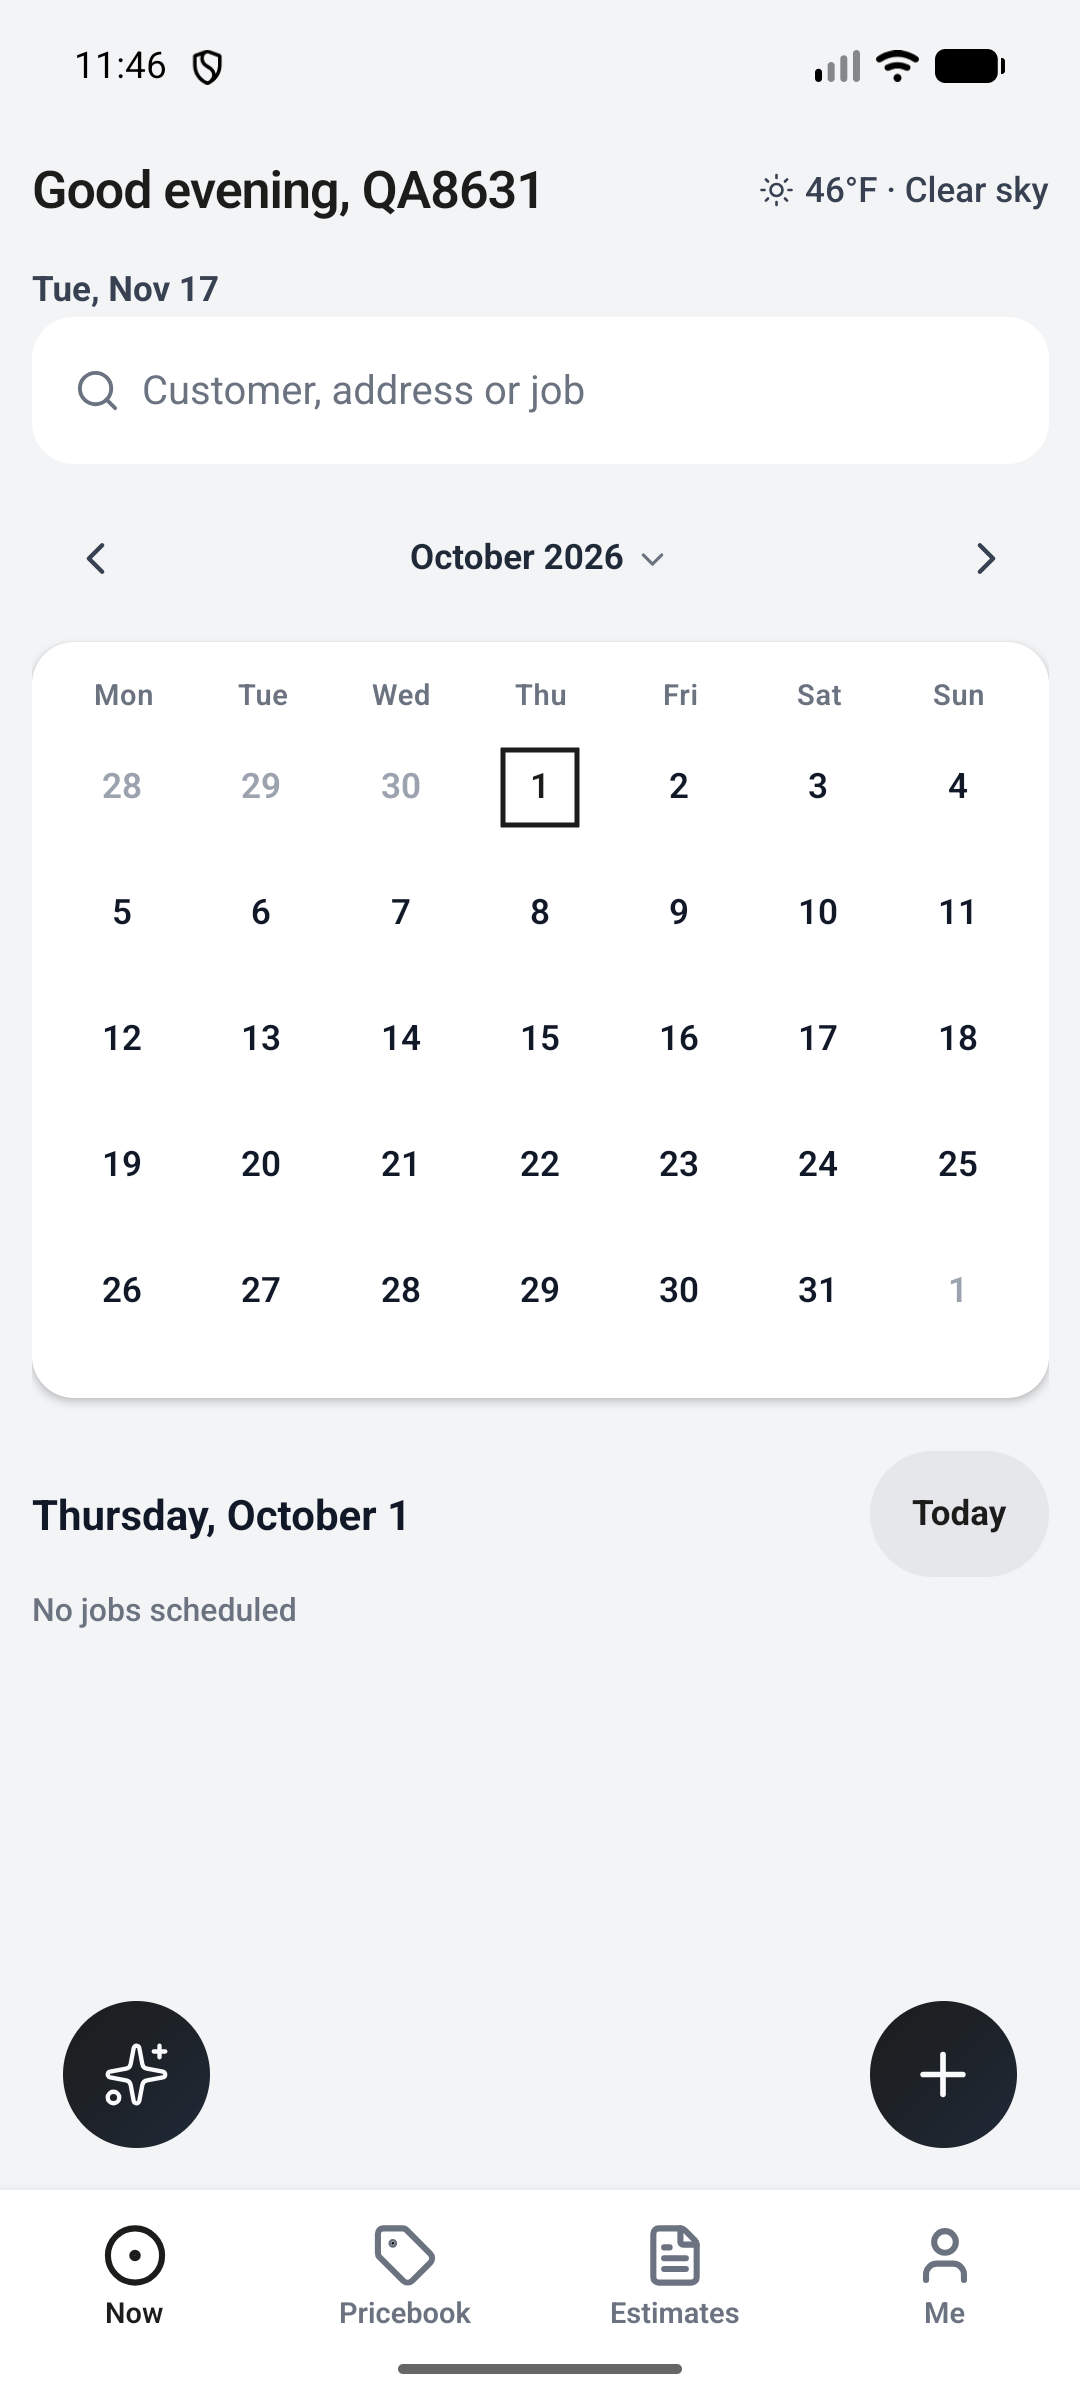 11:46
Good evening, QA8631
46°F · Clear sky
Tue, Nov 17
Customer, address or job
October 2026
Mon Tue Wed Thu Fri Sat Sun
28 29 30 1 2 3 4
5 6 7 8 9 10 11
12 13 14 15 16 17 18
19 20 21 22 23 24 25
26 27 28 29 30 31 1
Thursday, October 1
Today
No jobs scheduled
Now Pricebook Estimates Me